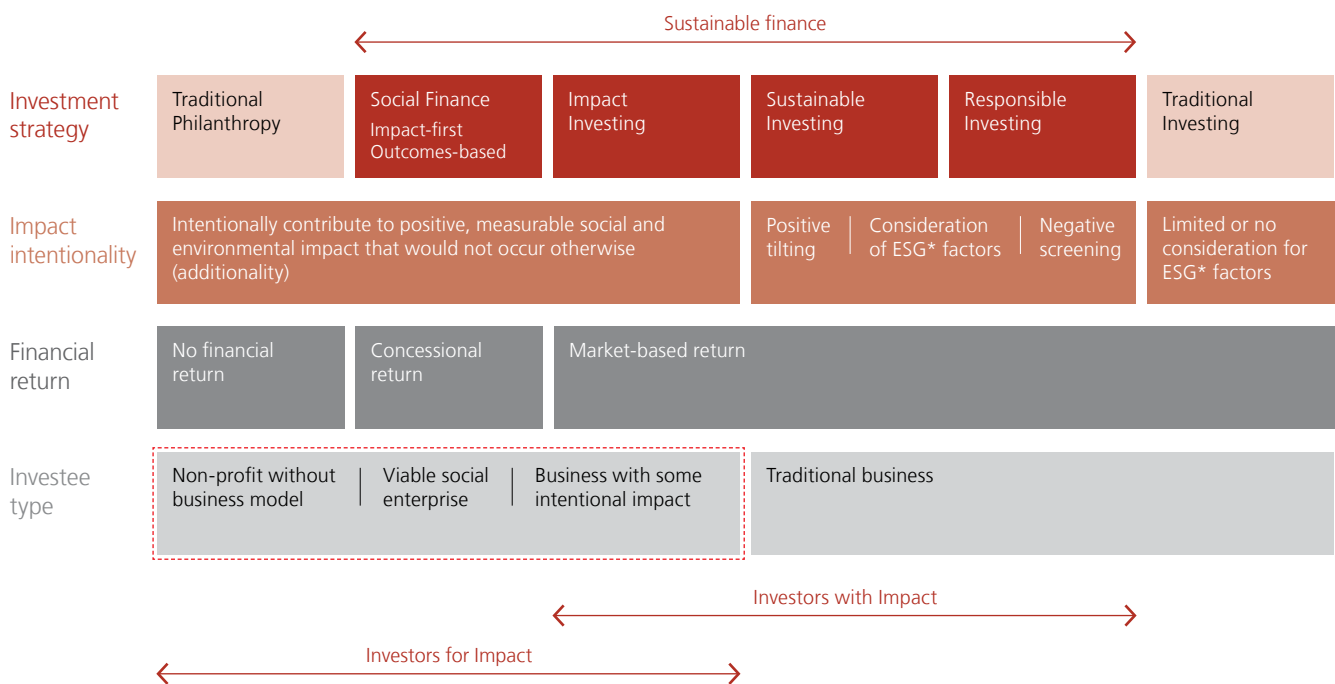 Sustainable finance
Investment
strategy
Traditional
Philanthropy
Social Finance
Impact-first
Outcomes-based
Impact
Investing
Sustainable
Investing
Responsible
Investing
Traditional
Investing
Impact
intentionality
Intentionally contribute to positive, measurable social and
environmental impact that would not occur otherwise
(additionality)
Positive
tilting
Consideration
of ESG* factors
Negative
screening
Limited or no
consideration for
ESG* factors
Financial
return
No financial
return
Concessional
return
Market-based return
Investee
type
Non-profit without
business model
Viable social
enterprise
Business with some
intentional impact
Traditional business
Investors with Impact
Investors for Impact